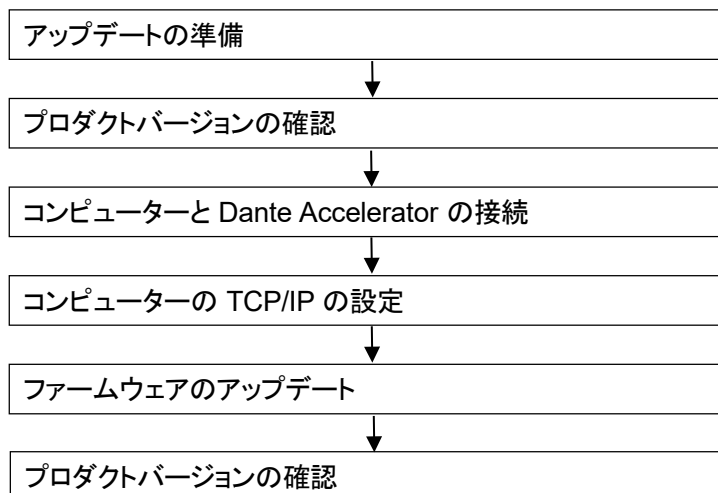 アップデートの準備
プロダクトバージョンの確認
コンピューターと Dante Accelerator の接続
コンピューターの TCP/IP の設定
ファームウェアのアップデート
プロダクトバージョンの確認